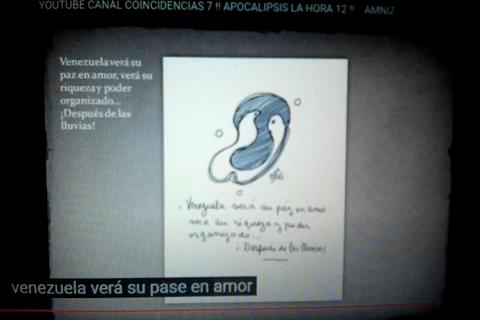 YOUTUBE CANAL COINCIDENCIAS 7 !! APOCALIPSIS LA HORA 12 !! AMNIZ
Venezuela verá su
paz en amor, verá su
riqueza y poder
organizado...
¡Después de las
lluvias!
. Venezuela verá su paz en amor
verá su riqueza y poder
organizado...
¡ Después de las lluvias!
venezuela verá su pase en amor